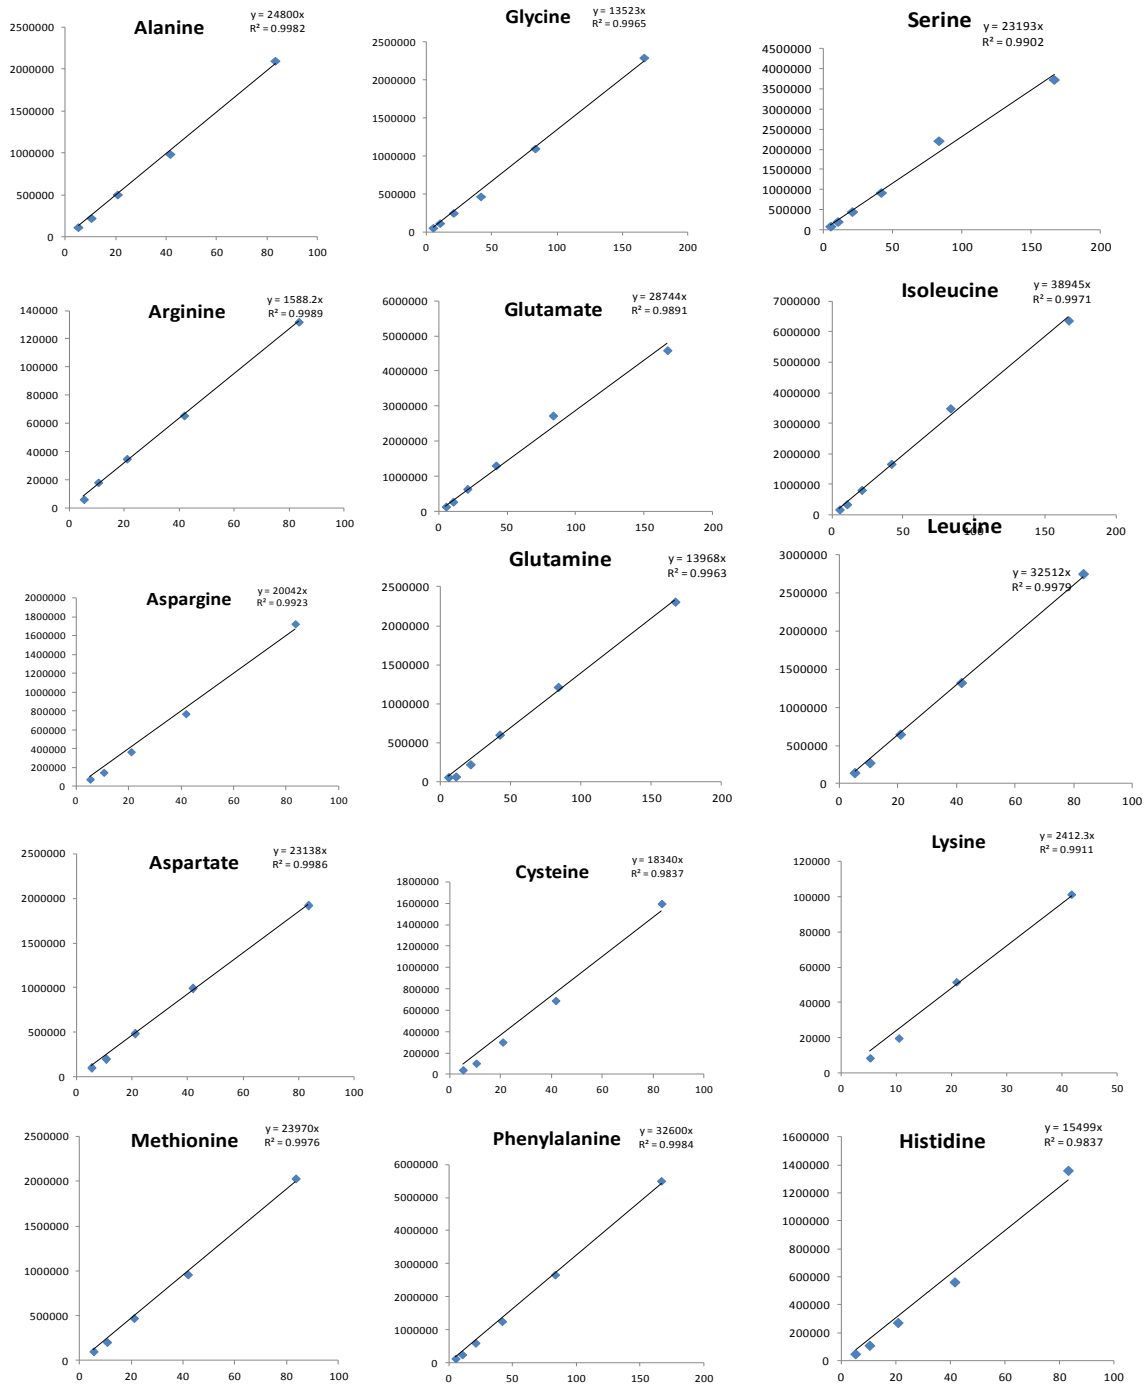 Alanine
y = 24800x
R² = 0.9982
2500000
2000000
1500000
1000000
500000
0
0 20 40 60 80 100
Glycine
y = 13523x
R² = 0.9965
2500000
2000000
1500000
1000000
500000
0
0 50 100 150 200
Serine
y = 23193x
R² = 0.9902
4500000
4000000
3500000
3000000
2500000
2000000
1500000
1000000
500000
0
0 50 100 150 200
Arginine
y = 1588.2x
R² = 0.9989
140000
120000
100000
80000
60000
40000
20000
0
0 20 40 60 80 100
Glutamate
y = 28744x
R² = 0.9891
6000000
5000000
4000000
3000000
2000000
1000000
0
0 50 100 150 200
Isoleucine
y = 38945x
R² = 0.9971
7000000
6000000
5000000
4000000
3000000
2000000
1000000
0
0 50 100 150 200
Aspargine
y = 20042x
R² = 0.9923
2000000
1800000
1600000
1400000
1200000
1000000
800000
600000
400000
200000
0
0 20 40 60 80 100
Glutamine
y = 13968x
R² = 0.9963
2500000
2000000
1500000
1000000
500000
0
0 50 100 150 200
Leucine
y = 32512x
R² = 0.9979
3000000
2500000
2000000
1500000
1000000
500000
0
0 20 40 60 80 100
Aspartate
y = 23138x
R² = 0.9986
2500000
2000000
1500000
1000000
500000
0
0 20 40 60 80 100
Cysteine
y = 18340x
R² = 0.9837
1800000
1600000
1400000
1200000
1000000
800000
600000
400000
200000
0
0 20 40 60 80 100
Lysine
y = 2412.3x
R² = 0.9911
120000
100000
80000
60000
40000
20000
0
0 10 20 30 40 50
Methionine
y = 23970x
R² = 0.9976
2500000
2000000
1500000
1000000
500000
0
0 20 40 60 80 100
Phenylalanine
y = 32600x
R² = 0.9984
6000000
5000000
4000000
3000000
2000000
1000000
0
0 50 100 150 200
Histidine
y = 15499x
R² = 0.9837
1600000
1400000
1200000
1000000
800000
600000
400000
200000
0
0 20 40 60 80 100